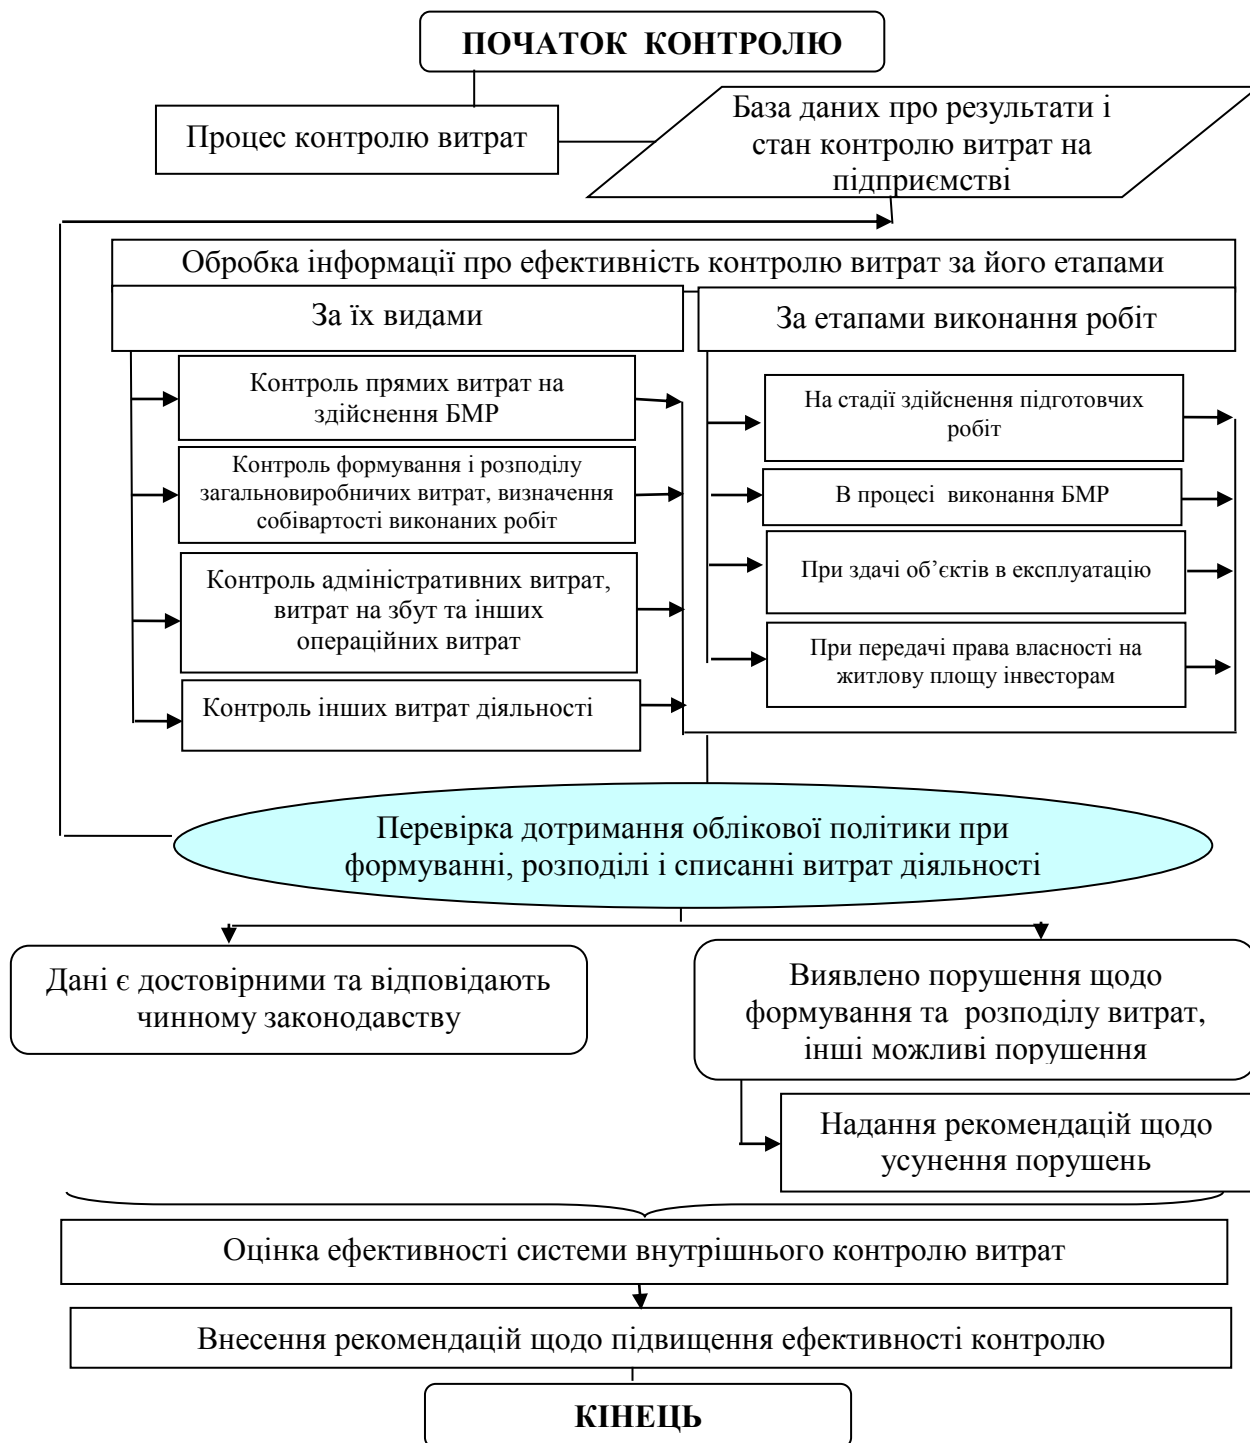 ПОЧАТОК КОНТРОЛЮ
Процес контролю витрат
База даних про результати і
стан контролю витрат на
підприємстві
Обробка інформації про ефективність контролю витрат за його етапами
За їх видами
Контроль прямих витрат на
здійснення БМР
Контроль формування і розподілу
загальновиробничих витрат, визначення
собівартості виконаних робіт
Контроль адміністративних витрат,
витрат на збут та інших
операційних витрат
Контроль інших витрат діяльності
За етапами виконання робіт
На стадії здійснення підготовчих
робіт
В процесі виконання БМР
При здачі об’єктів в експлуатацію
При передачі права власності на
житлову площу інвесторам
Перевірка дотримання облікової політики при
формуванні, розподілі і списанні витрат діяльності
Дані є достовірними та відповідають
чинному законодавству
Виявлено порушення щодо
формування та розподілу витрат,
інші можливі порушення
Надання рекомендацій щодо
усунення порушень
Оцінка ефективності системи внутрішнього контролю витрат
Внесення рекомендацій щодо підвищення ефективності контролю
КІНЕЦЬ